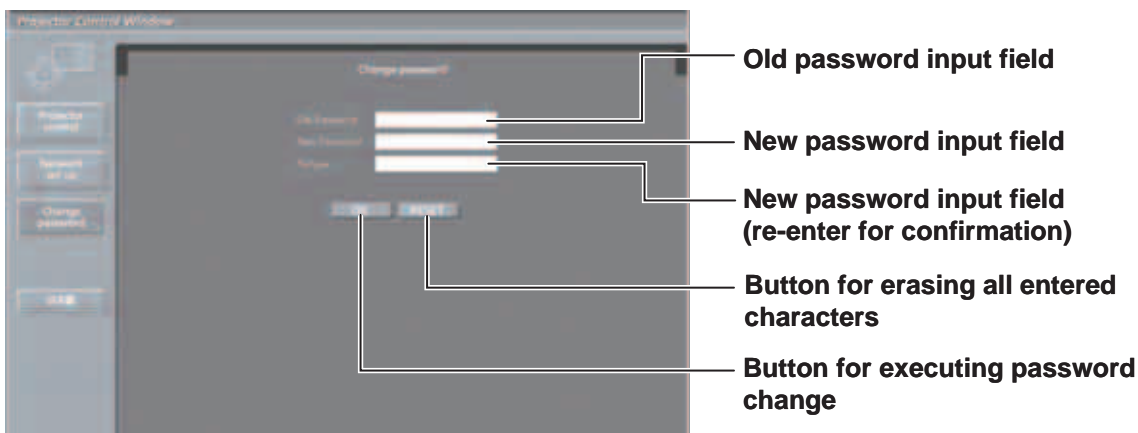 Projector Control Window
Change password
Old Password
New Password
Retype
Projector
control
Network
set up
Change
password
OK
RESET
Old password input field
New password input field
New password input field
(re-enter for confirmation)
Button for erasing all entered
characters
Button for executing password
change